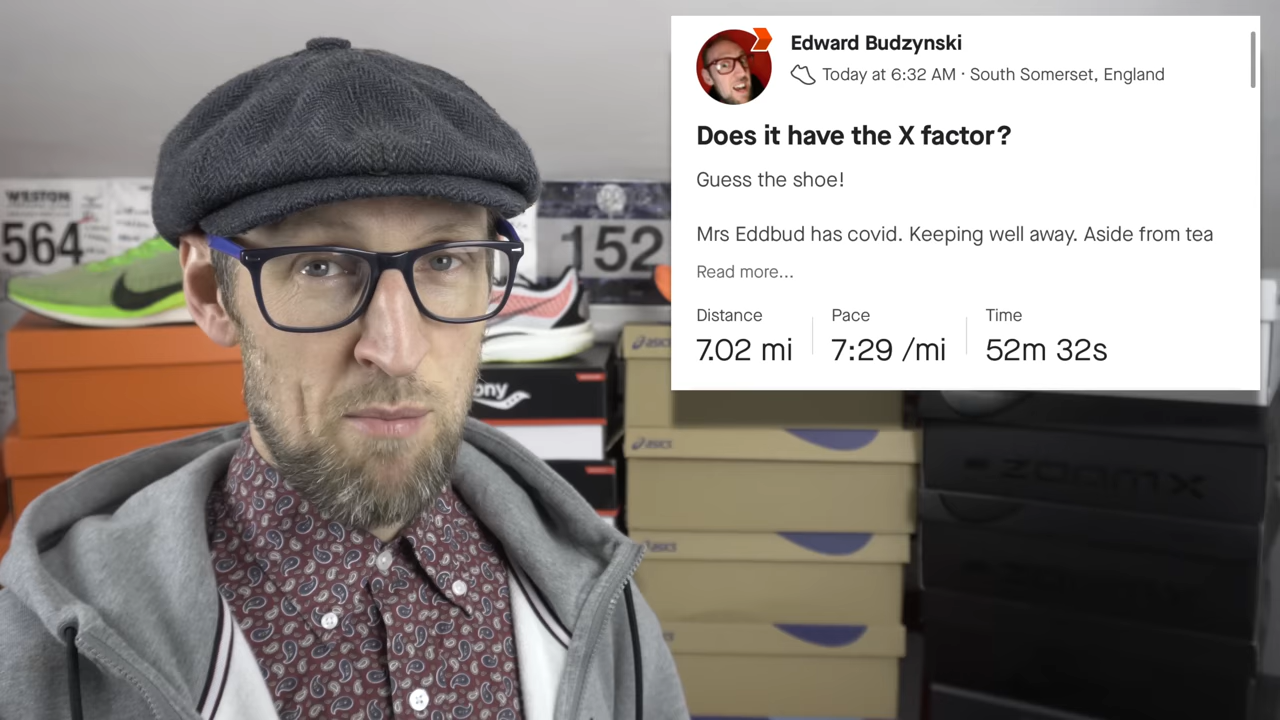 Edward Budzynski
Today at 6:32 AM · South Somerset, England
Does it have the X factor?
Guess the shoe!
Mrs Eddbud has covid. Keeping well away. Aside from tea
Read more...
Distance
Pace
Time
7.02 mi
7:29 /mi
52m 32s
WESTON
564
152
asics
ony
asics
ZOOMX
asics
asics